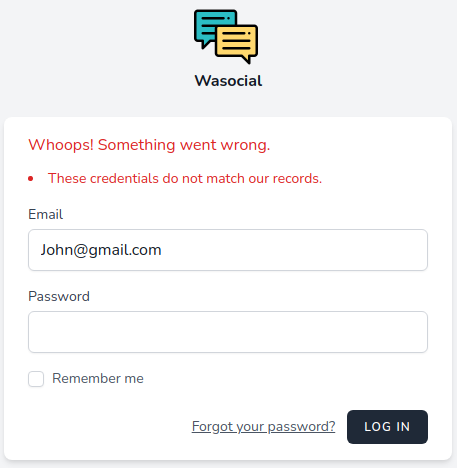 Wasocial
Whoops! Something went wrong.
These credentials do not match our records.
Email
John@gmail.com
Password
Remember me
Forgot your password? LOG IN